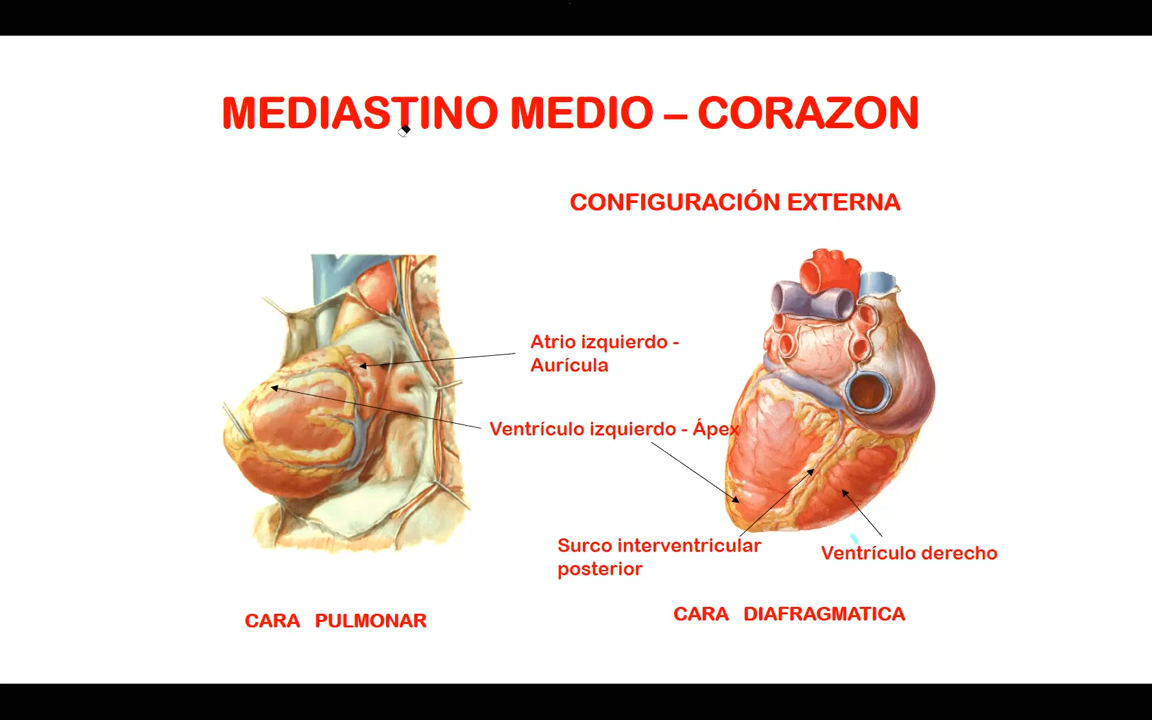 MEDIASTINO MEDIO – CORAZON
CONFIGURACIÓN EXTERNA
Atrio izquierdo -
Aurícula
Ventrículo izquierdo - Ápex
Surco interventricular
posterior
Ventrículo derecho
CARA PULMONAR
CARA DIAFRAGMATICA